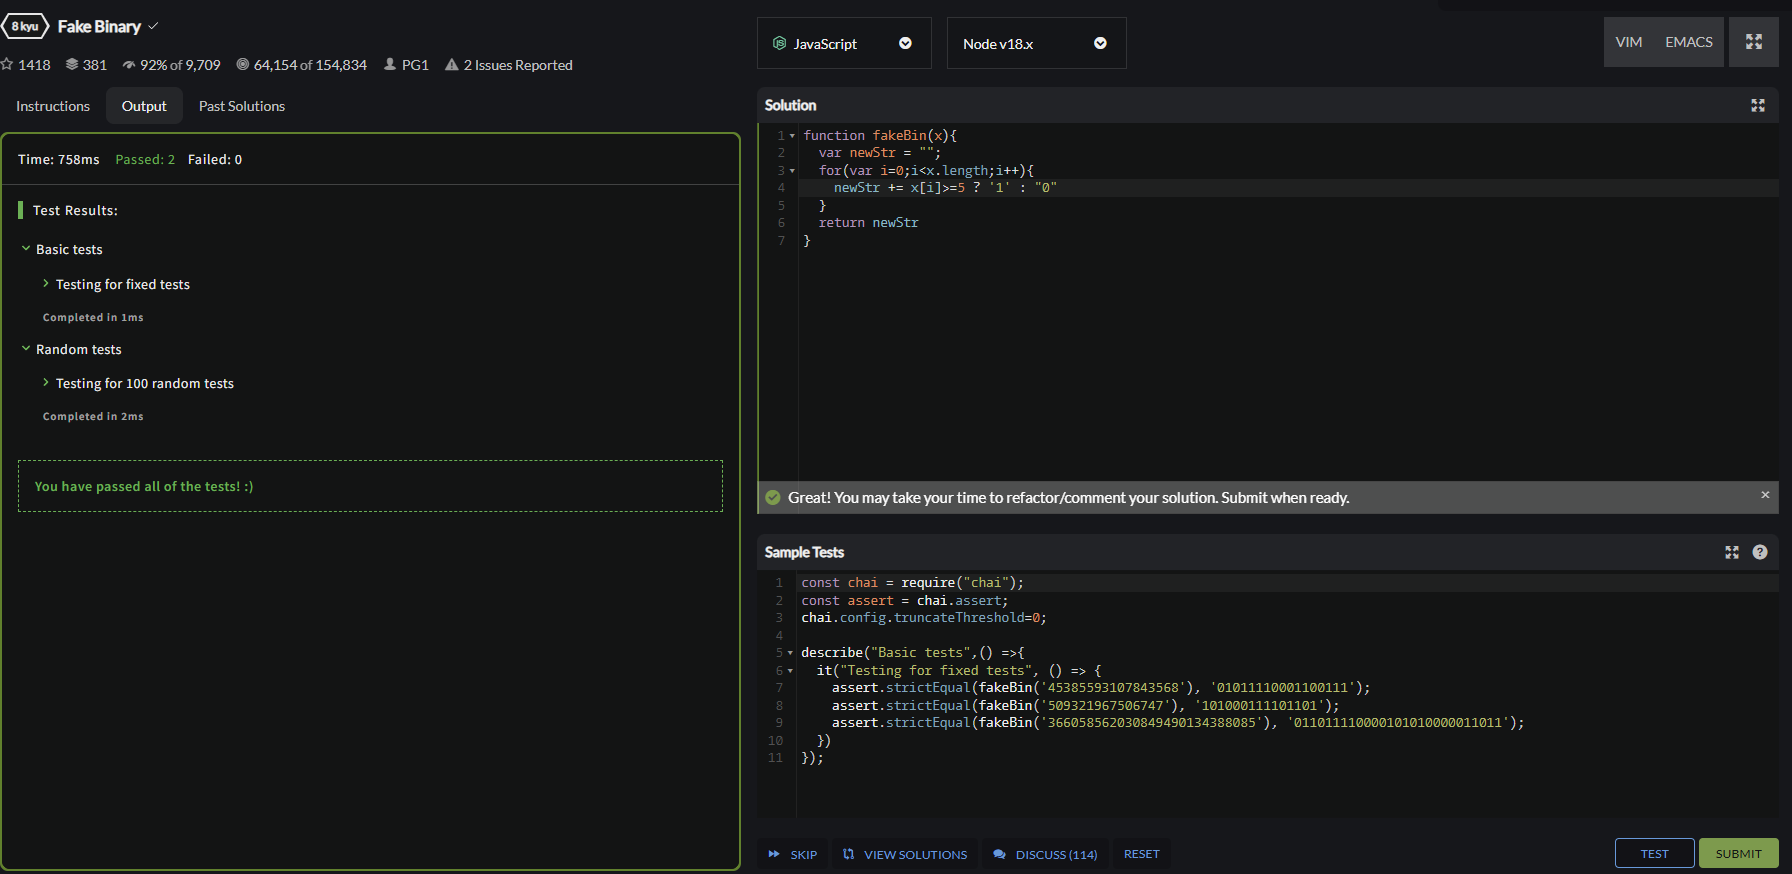 8 kyu Fake Binary
1418 381 92% of 9,709 64,154 of 154,834 PG1 2 Issues Reported
Instructions Output Past Solutions
Time: 758ms Passed: 2 Failed: 0
Test Results:
Basic tests
Testing for fixed tests
Completed in 1ms
Random tests
Testing for 100 random tests
Completed in 2ms
You have passed all of the tests! :)
JavaScript Node v18.x VIM EMACS
Solution
1 function fakeBin(x){
2 var newStr = "";
3 for(var i=0;i<x.length;i++){
4 newStr += x[i]>=5 ? '1' : "0"
5 }
6 return newStr
7 }
Great! You may take your time to refactor/comment your solution. Submit when ready.
Sample Tests
1 const chai = require("chai");
2 const assert = chai.assert;
3 chai.config.truncateThreshold=0;
4
5 describe("Basic tests",() =>{
6 it("Testing for fixed tests", () => {
7 assert.strictEqual(fakeBin('45385593107843568'), '01011110001100111');
8 assert.strictEqual(fakeBin('509321967506747'), '101000111101101');
9 assert.strictEqual(fakeBin('366058562030849490134388085'), '011011110000101010000011011');
10 })
11 });
SKIP VIEW SOLUTIONS DISCUSS (114) RESET TEST SUBMIT